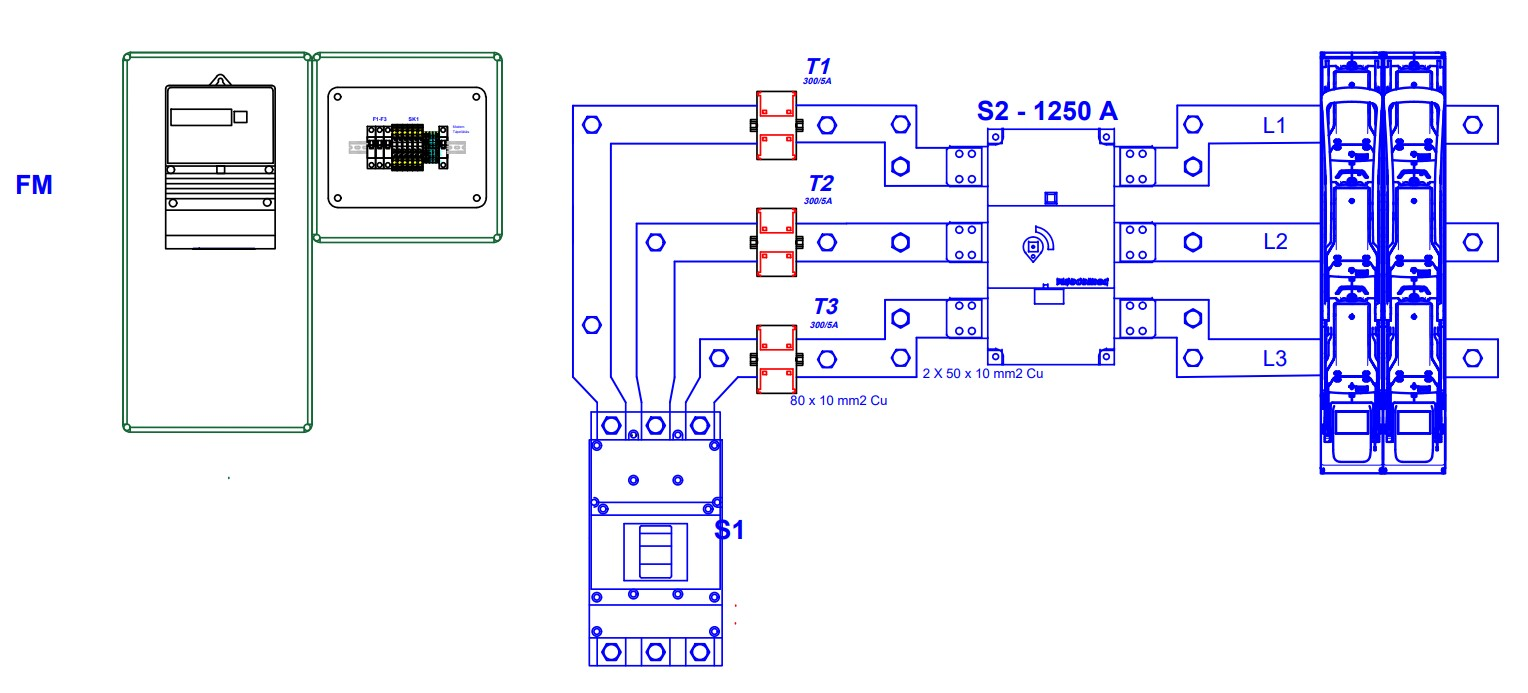 T1
300/5A
S2 - 1250 A
F1-F3
SK1
L1
FM
T2
300/5A
L2
T3
300/5A
L3
2 X 50 x 10 mm2 Cu
80 x 10 mm2 Cu
S1